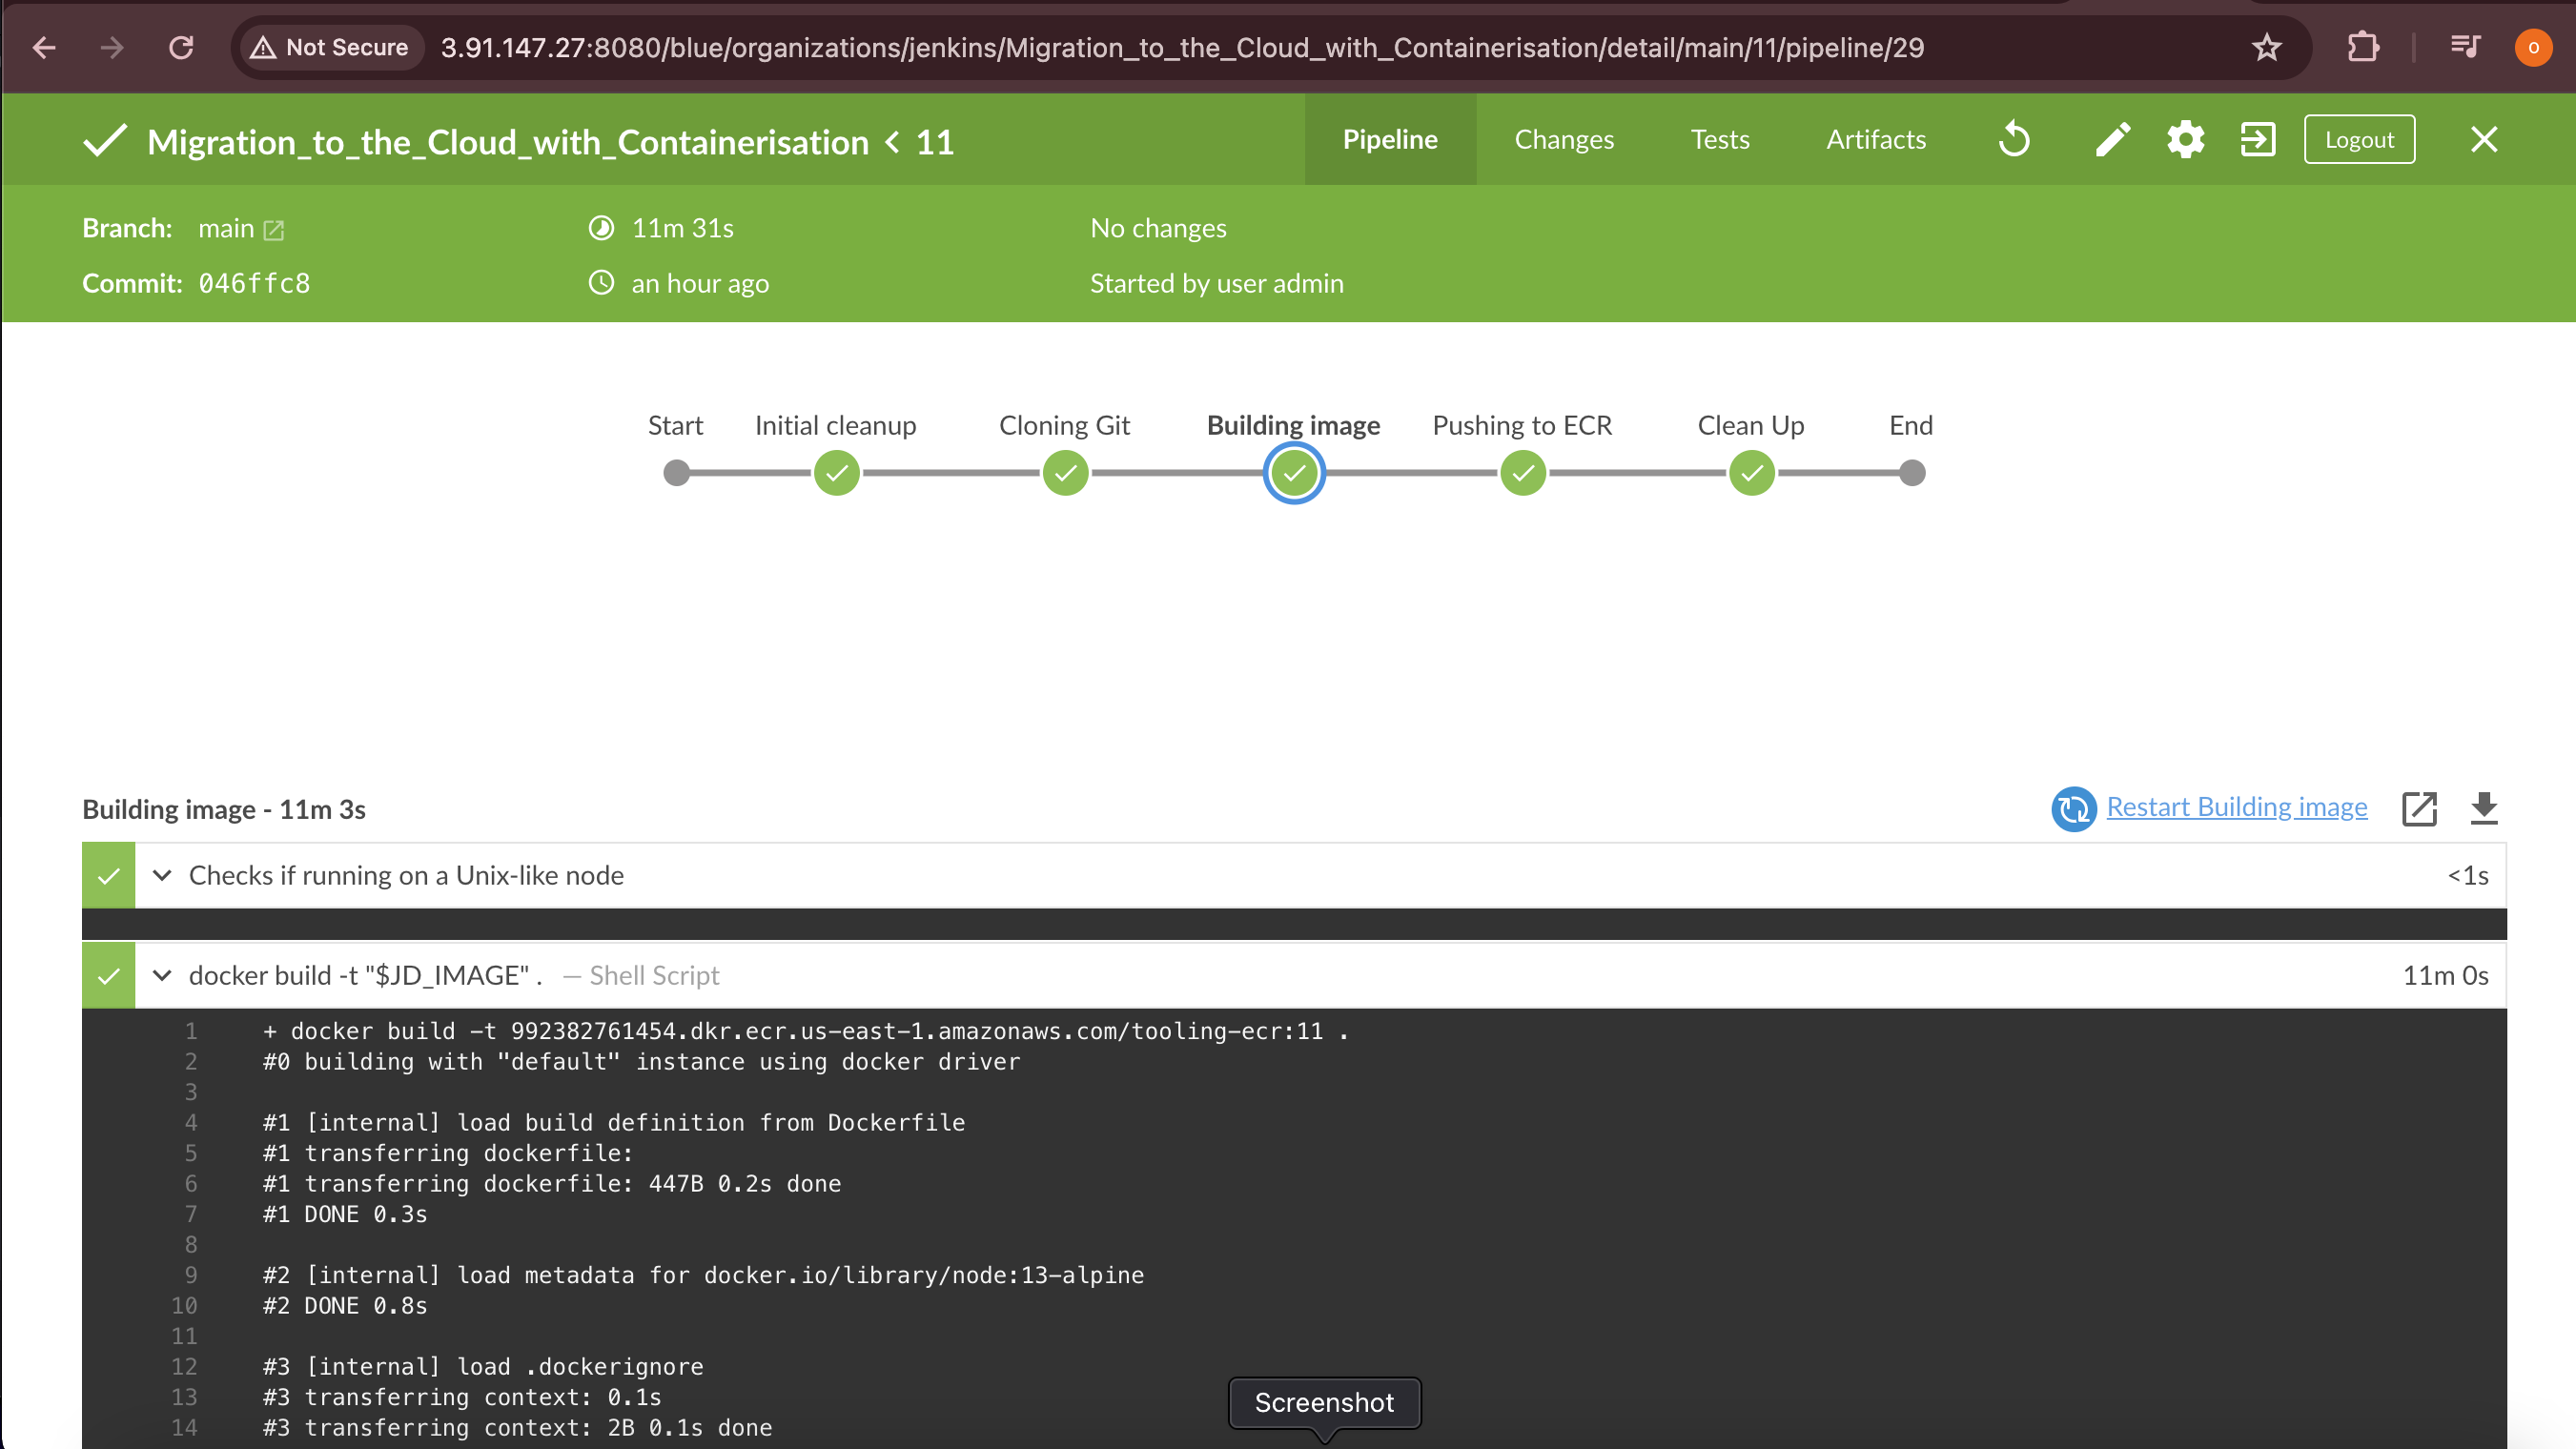 Not Secure 3.91.147.27:8080/blue/organizations/jenkins/Migration_to_the_Cloud_with_Containerisation/detail/main/11/pipeline/29 o
Migration_to_the_Cloud_with_Containerisation < 11 Pipeline Changes Tests Artifacts Logout
Branch: main 11m 31s No changes
Commit: 046ffc8 an hour ago Started by user admin
Start Initial cleanup Cloning Git Building image Pushing to ECR Clean Up End
Building image - 11m 3s Restart Building image
Checks if running on a Unix-like node <1s
docker build -t "$JD_IMAGE" . — Shell Script 11m 0s
1 + docker build -t 992382761454.dkr.ecr.us-east-1.amazonaws.com/tooling-ecr:11 .
2 #0 building with "default" instance using docker driver
3
4 #1 [internal] load build definition from Dockerfile
5 #1 transferring dockerfile:
6 #1 transferring dockerfile: 447B 0.2s done
7 #1 DONE 0.3s
8
9 #2 [internal] load metadata for docker.io/library/node:13-alpine
10 #2 DONE 0.8s
11
12 #3 [internal] load .dockerignore
13 #3 transferring context: 0.1s
14 #3 transferring context: 2B 0.1s done
Screenshot